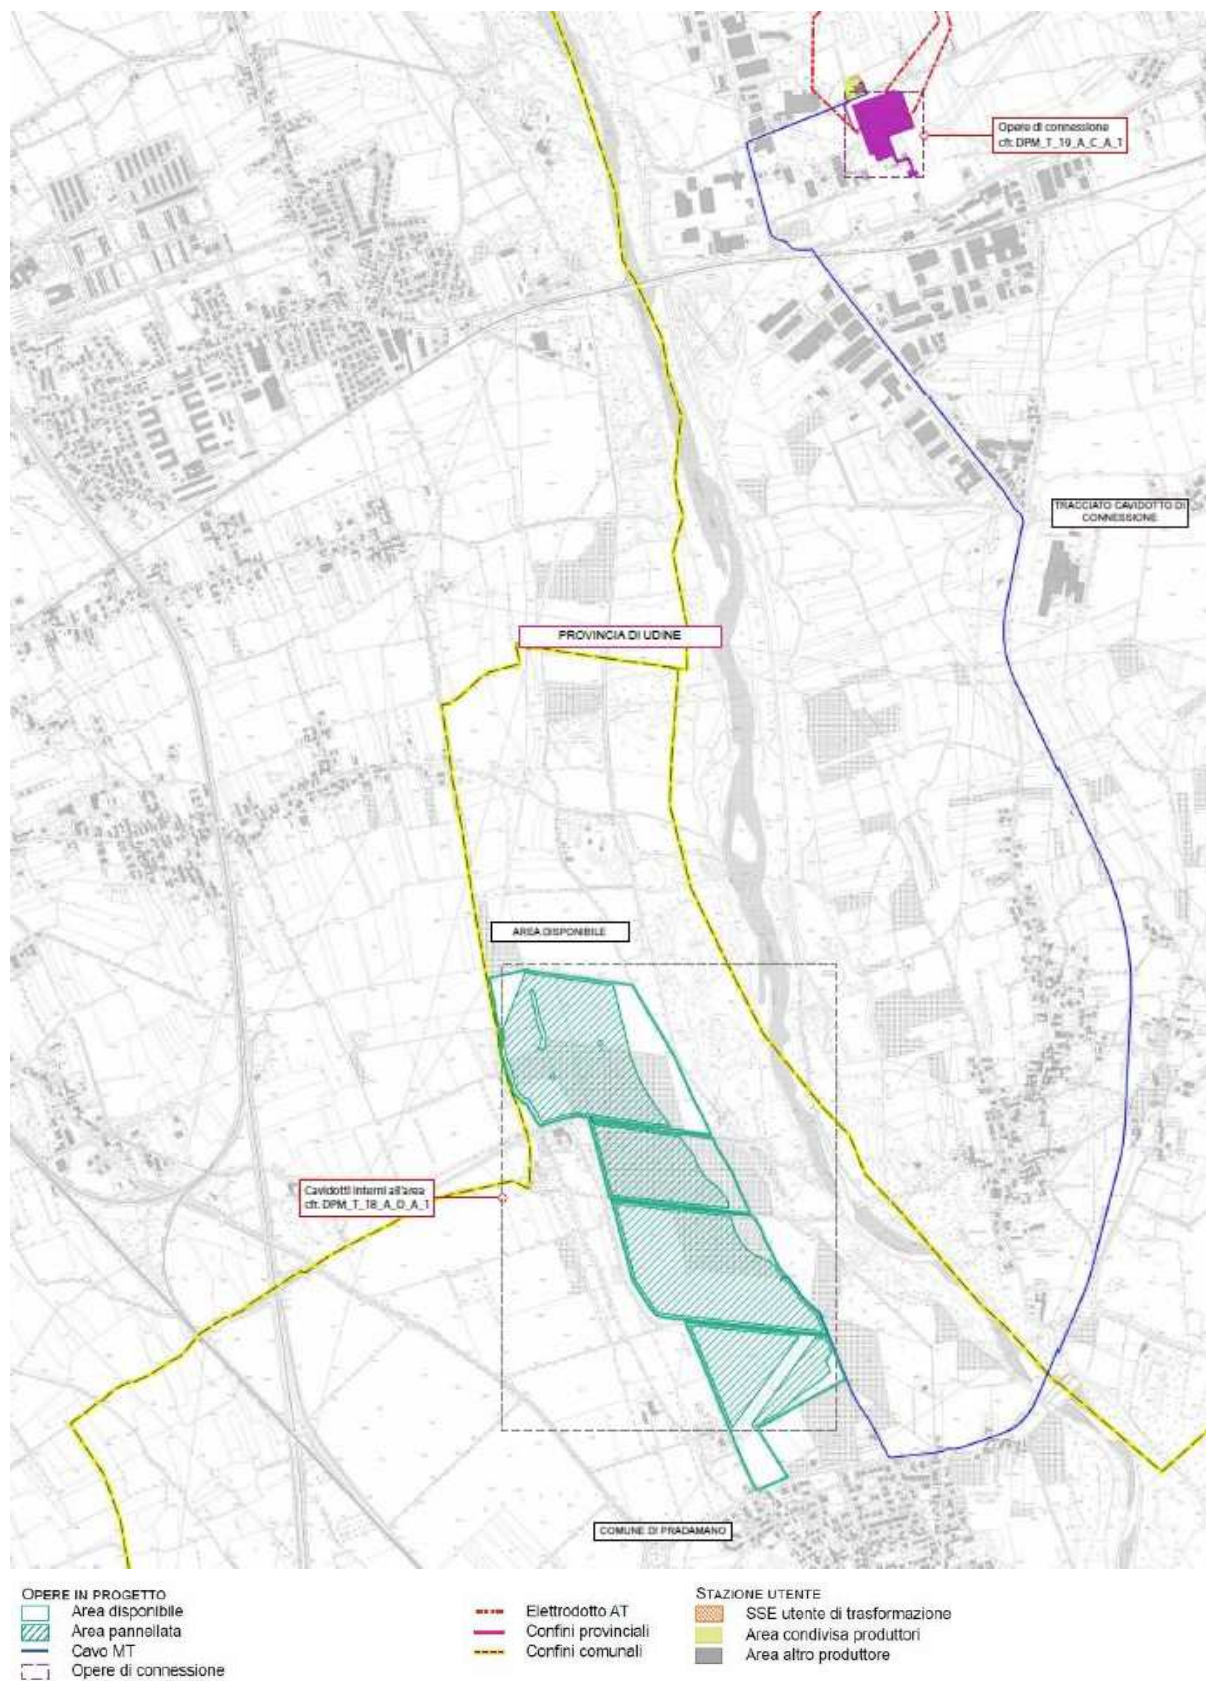 Opere di connessione
cfr. DPM_T_19_A_C_A_1
TRACCIATO CAVIDOTTO DI
CONNESSIONE
PROVINCIA DI UDINE
AREA DISPONIBILE
Cavidotti interni all'area
cfr. DPM_T_18_A_D_A_1
COMUNE DI PRADAMANO
OPERE IN PROGETTO
Area disponibile
Area pannellata
Cavo MT
Opere di connessione
Elettrodotto AT
Confini provinciali
Confini comunali
STAZIONE UTENTE
SSE utente di trasformazione
Area condivisa produttori
Area altro produttore